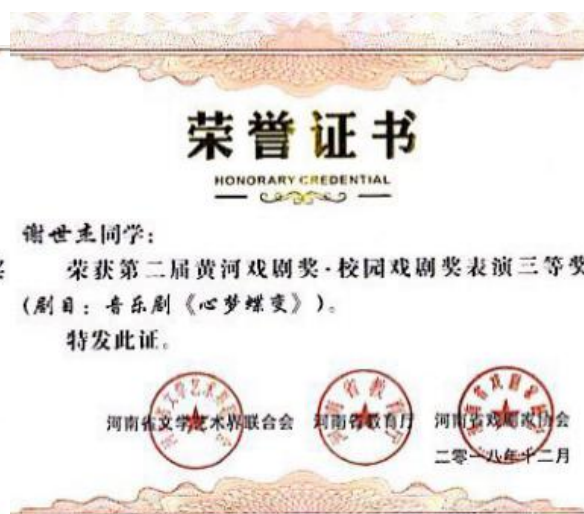 荣誉证书
HONORARY CREDENTIAL
谢世杰同学:
荣获第二届黄河戏剧奖·校园戏剧奖表演三等奖
(剧目:音乐剧《心梦蝶变》)。
特发此证。
河南省文学艺术界联合会 河南省教育厅 河南省戏剧家协会
二零一八年十二月